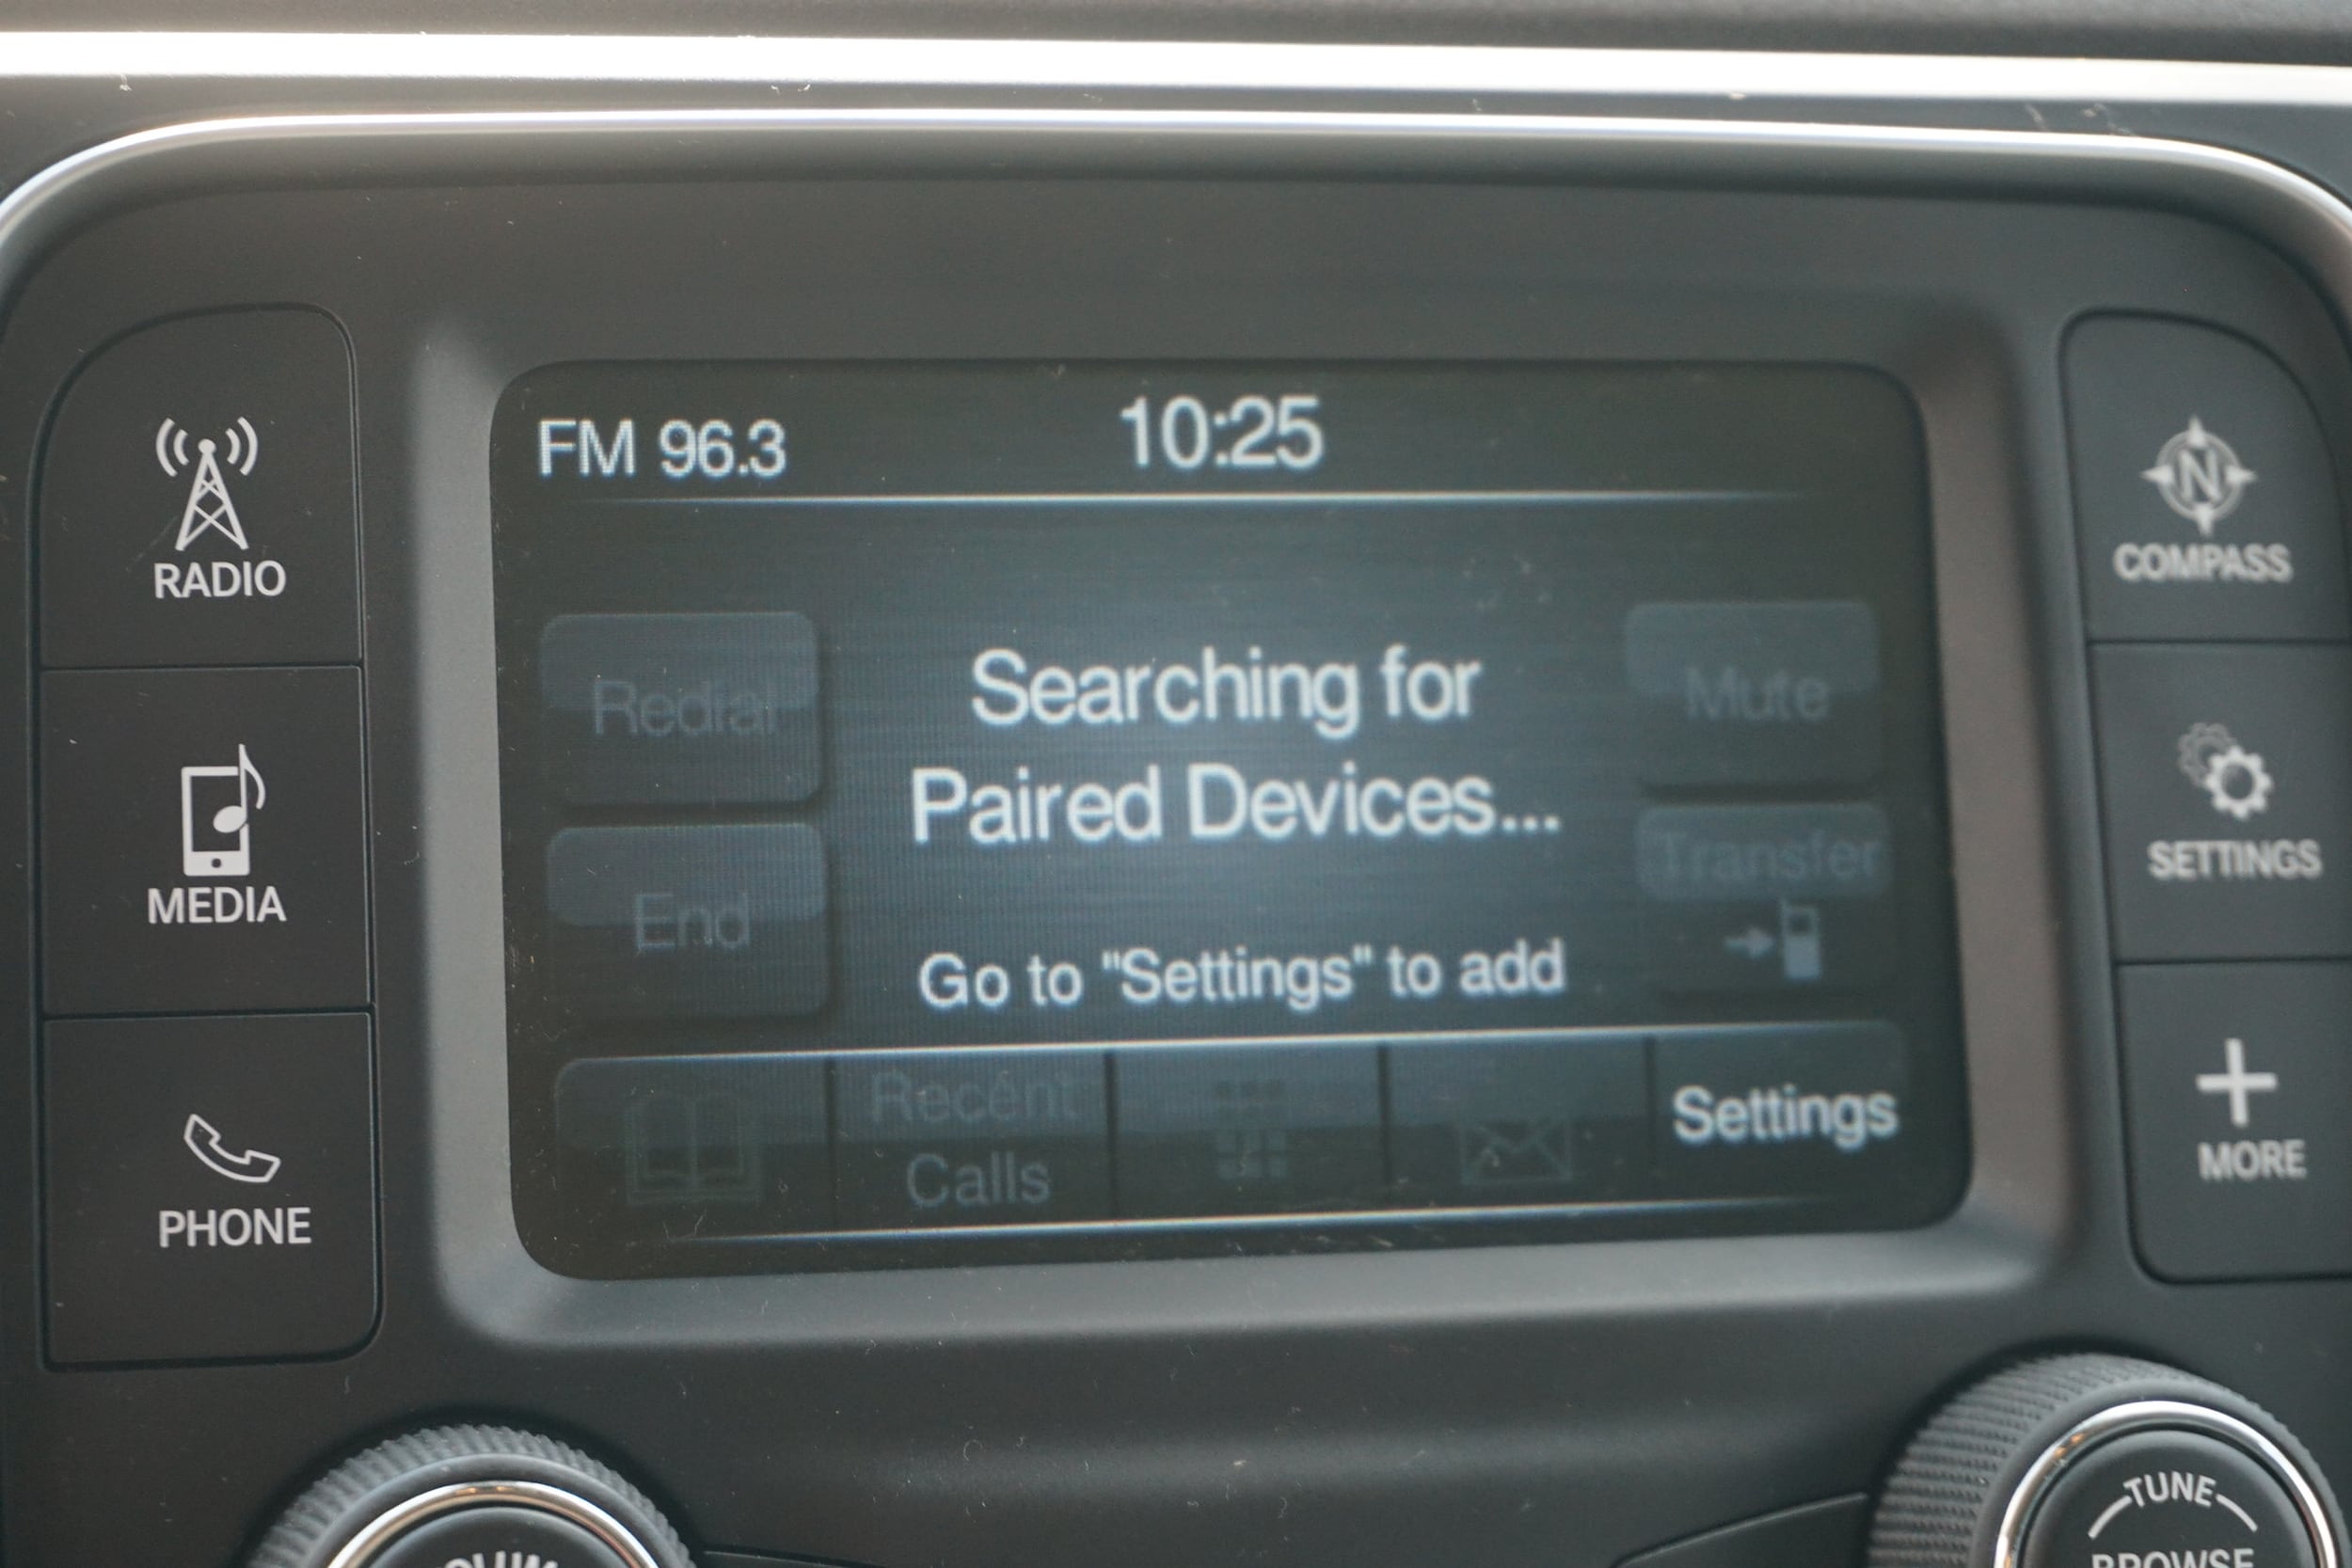 FM 96.3
10:25
RADIO
COMPASS
Redial
Searching for
Paired Devices...
Mute
MEDIA
SETTINGS
End
Transfer
Go to "Settings" to add
Recent
Calls
Settings
PHONE
MORE
TUNE
BROWSE